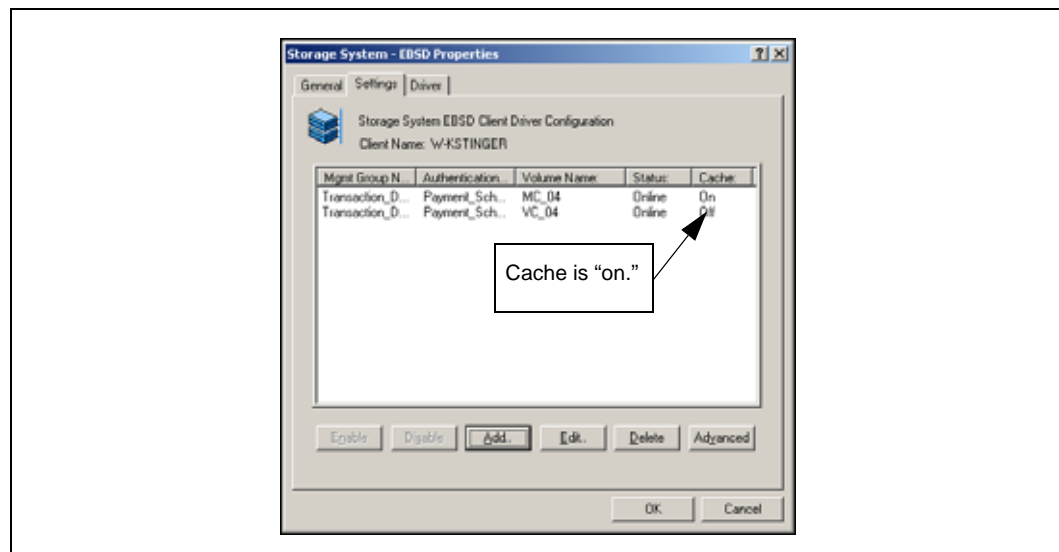 Storage System - EBSD Properties
General Settings Driver
Storage System EBSD Client Driver Configuration
Client Name: W-KSTINGER
Mgmt Group N... Authentication... Volume Name: Status: Cache:
Transaction_D... Payment_Sch... MC_04 Online On
Transaction_D... Payment_Sch... VC_04 Online Off
Cache is “on.”
Enable Disable Add.. Edit.. Delete Advanced
OK Cancel